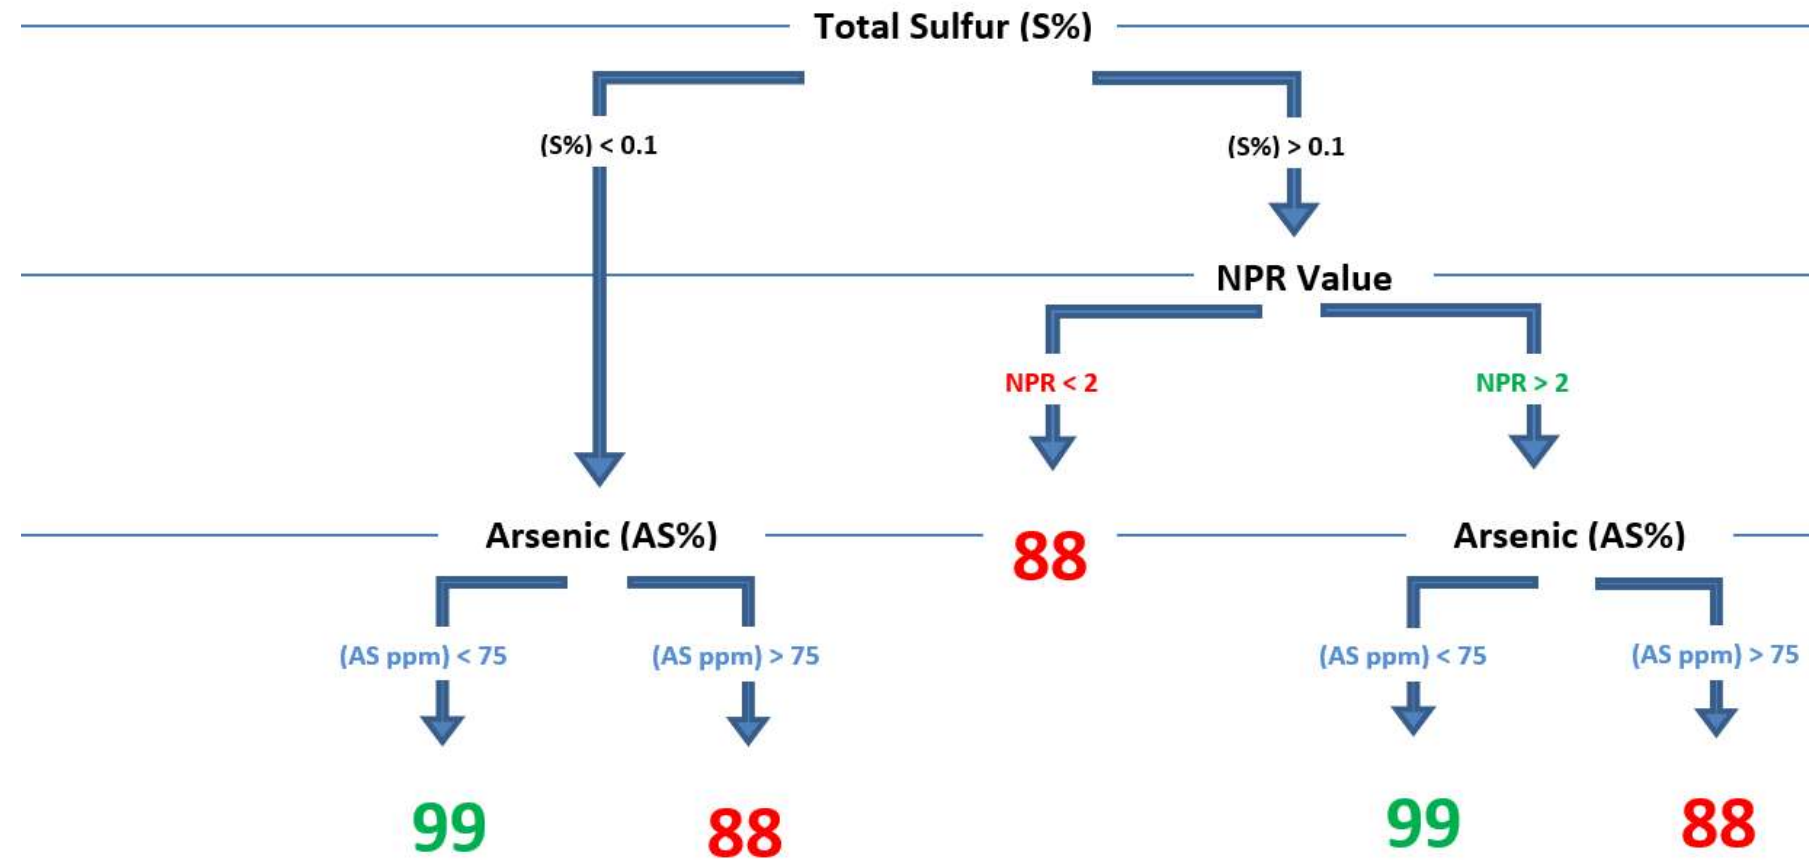 Total Sulfur (S%)
(S%) < 0.1
(S%) > 0.1
NPR Value
NPR < 2
NPR > 2
Arsenic (AS%)
88
Arsenic (AS%)
(AS ppm) < 75
(AS ppm) > 75
(AS ppm) < 75
(AS ppm) > 75
99
88
99
88